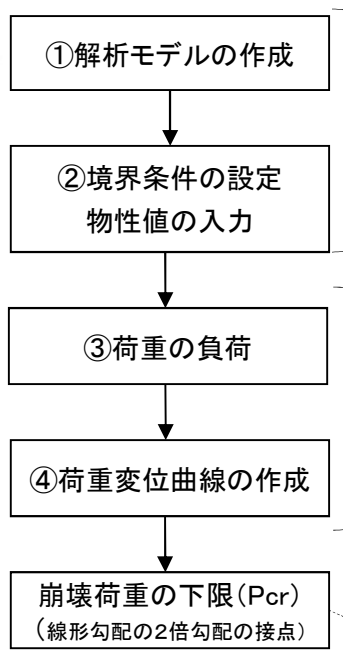 ①解析モデルの作成
②境界条件の設定
物性値の入力
③荷重の負荷
④荷重変位曲線の作成
崩壊荷重の下限(Pcr)
(線形勾配の2倍勾配の接点)